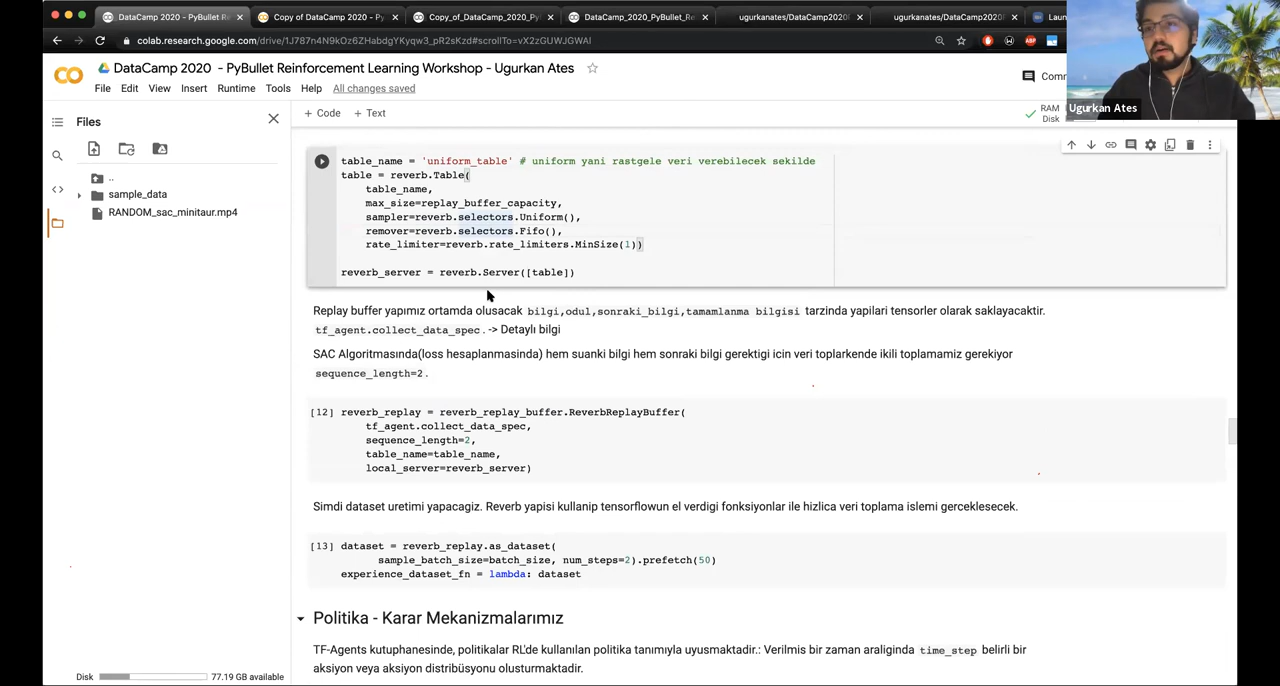 DataCamp 2020 - PyBullet Re
Copy of DataCamp 2020 - Py
Copy_of_DataCamp_2020_Py
DataCamp_2020_PyBullet_Re
ugurkanates/DataCamp2020
ugurkanates/DataCamp2020
Laun
colab.research.google.com/drive/1J787n4N9kOz6ZHabdgYKyqw3_pR2sKzd#scrollTo=vX2zGUWJGWAl
DataCamp 2020 - PyBullet Reinforcement Learning Workshop - Ugurkan Ates
Comm
File Edit View Insert Runtime Tools Help All changes saved
Ugurkan Ates
Files
+ Code + Text
RAM
Disk
..
sample_data
RANDOM_sac_minitaur.mp4
table_name = 'uniform_table' # uniform yani rastgele veri verebilecek sekilde
table = reverb.Table(
table_name,
max_size=replay_buffer_capacity,
sampler=reverb.selectors.Uniform(),
remover=reverb.selectors.Fifo(),
rate_limiter=reverb.rate_limiters.MinSize(1))
reverb_server = reverb.Server([table])
Replay buffer yapımız ortamda olusacak bilgi,odul,sonraki_bilgi,tamamlanma bilgisi tarzinda yapilari tensorler olarak saklayacaktir.
tf_agent.collect_data_spec. -> Detaylı bilgi
SAC Algoritmasında(loss hesaplanmasinda) hem suanki bilgi hem sonraki bilgi gerektigi icin veri toplarkende ikili toplamamiz gerekiyor
sequence_length=2.
[12] reverb_replay = reverb_replay_buffer.ReverbReplayBuffer(
tf_agent.collect_data_spec,
sequence_length=2,
table_name=table_name,
local_server=reverb_server)
Simdi dataset uretimi yapacagiz. Reverb yapisi kullanip tensorflowun el verdigi fonksiyonlar ile hizlica veri toplama islemi gerceklesecek.
[13] dataset = reverb_replay.as_dataset(
sample_batch_size=batch_size, num_steps=2).prefetch(50)
experience_dataset_fn = lambda: dataset
Politika - Karar Mekanizmalarımız
TF-Agents kutuphanesinde, politikalar RL'de kullanılan politika tanımıyla uyusmaktadir.: Verilmis bir zaman araliginda time_step belirli bir
aksiyon veya aksiyon distribüsyonu olusturmaktadir.
Disk 77.19 GB available